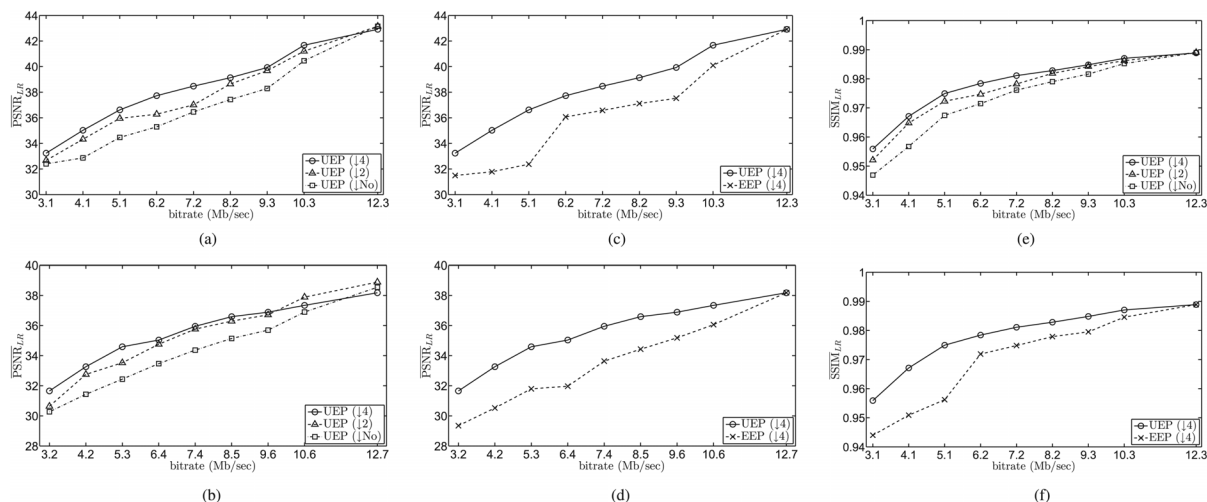 44
42
40
38
36
34
32
30
PSNR_LR
3.1 4.1 5.1 6.2 7.2 8.2 9.3 10.3 12.3
bitrate (Mb/sec)
UEP (↓4)
UEP (↓2)
UEP (↓No)
(a)
44
42
40
38
36
34
32
30
PSNR_LR
3.1 4.1 5.1 6.2 7.2 8.2 9.3 10.3 12.3
bitrate (Mb/sec)
UEP (↓4)
EEP (↓4)
(c)
1
0.99
0.98
0.97
0.96
0.95
0.94
SSIM_LR
3.1 4.1 5.1 6.2 7.2 8.2 9.3 10.3 12.3
bitrate (Mb/sec)
UEP (↓4)
UEP (↓2)
UEP (↓No)
(e)
40
38
36
34
32
30
28
PSNR_LR
3.2 4.2 5.3 6.4 7.4 8.5 9.6 10.6 12.7
bitrate (Mb/sec)
UEP (↓4)
UEP (↓2)
UEP (↓No)
(b)
40
38
36
34
32
30
28
PSNR_LR
3.2 4.2 5.3 6.4 7.4 8.5 9.6 10.6 12.7
bitrate (Mb/sec)
UEP (↓4)
EEP (↓4)
(d)
1
0.99
0.98
0.97
0.96
0.95
0.94
SSIM_LR
3.1 4.1 5.1 6.2 7.2 8.2 9.3 10.3 12.3
bitrate (Mb/sec)
UEP (↓4)
EEP (↓4)
(f)